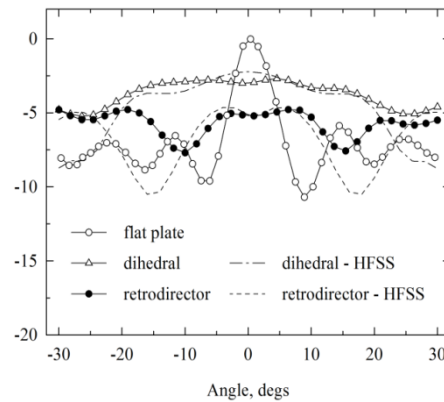 0
-5
-10
-15
-20
flat plate
dihedral
dihedral - HFSS
retrodirector
retrodirector - HFSS
-30 -20 -10 0 10 20 30
Angle, degs